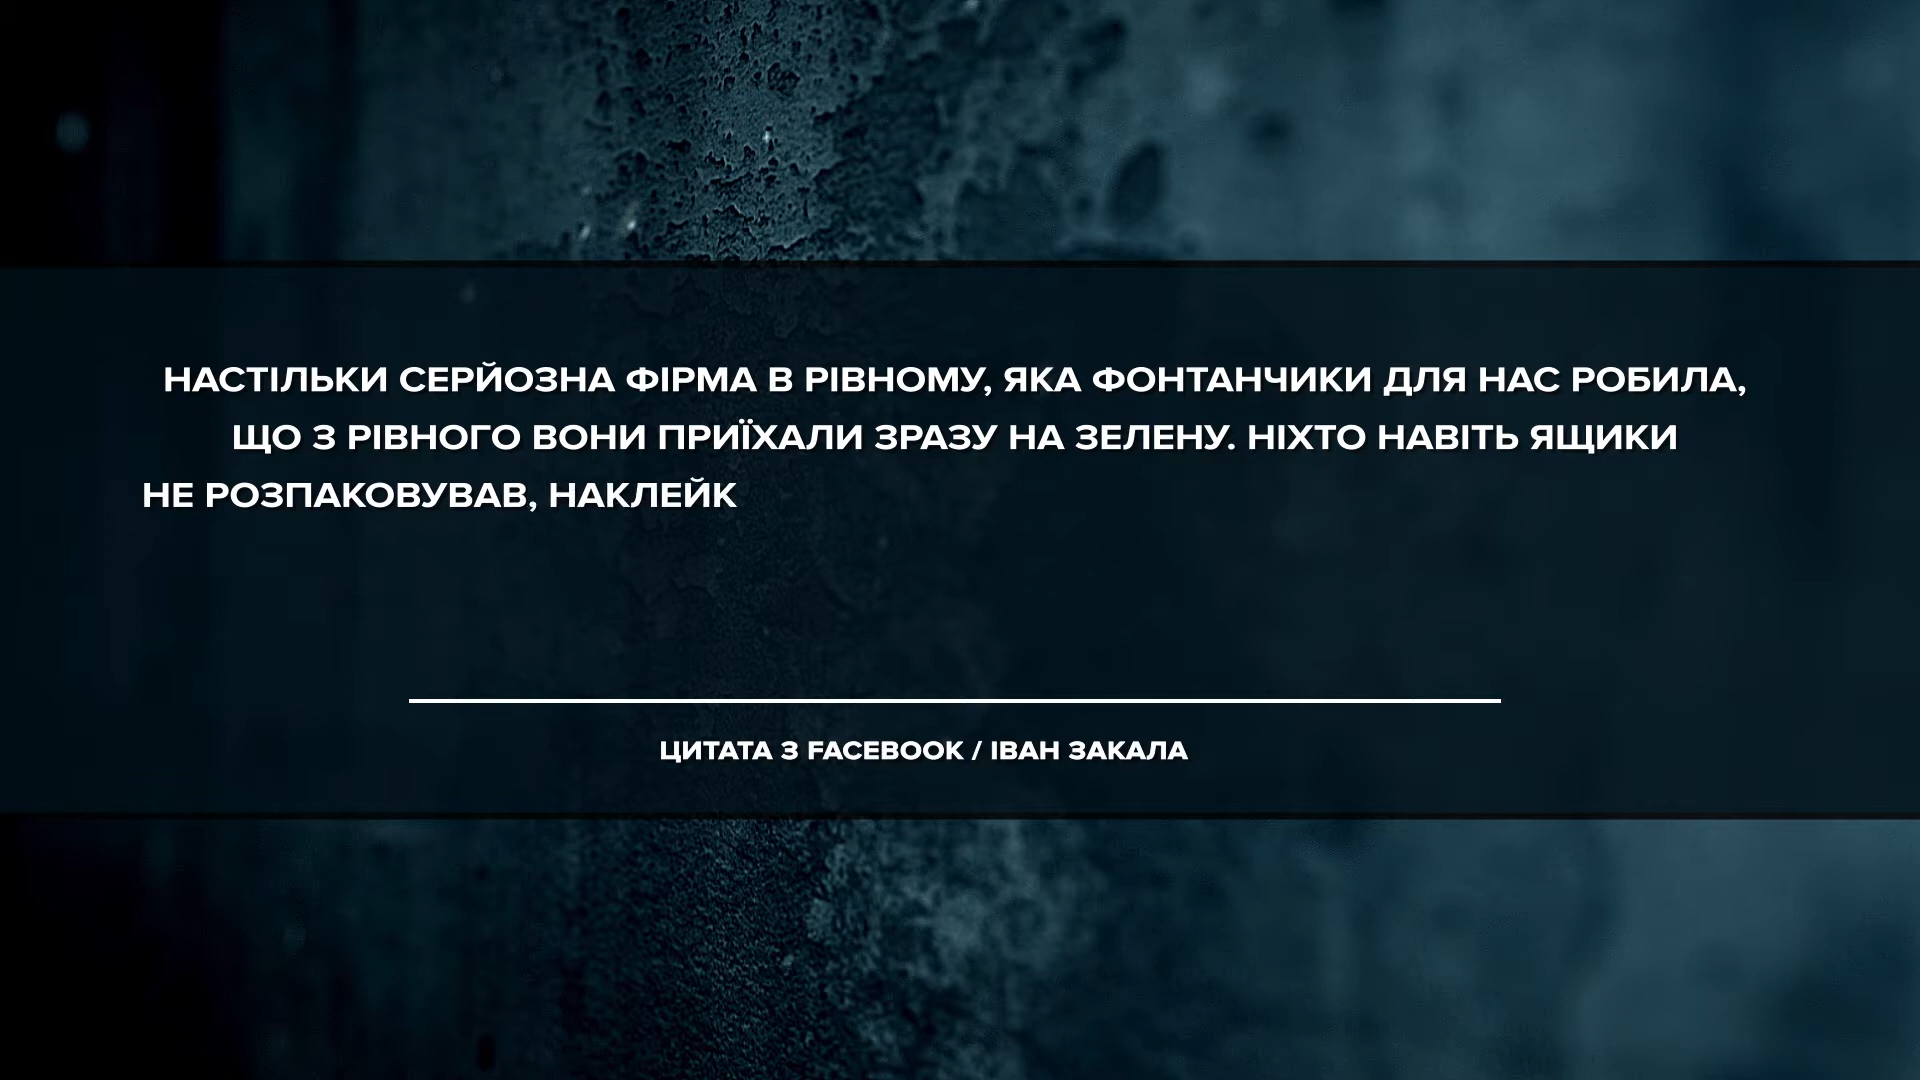 НАСТІЛЬКИ СЕРЙОЗНА ФІРМА В РІВНОМУ, ЯКА ФОНТАНЧИКИ ДЛЯ НАС РОБИЛА,
ЩО З РІВНОГО ВОНИ ПРИЇХАЛИ ЗРАЗУ НА ЗЕЛЕНУ. НІХТО НАВІТЬ ЯЩИКИ
НЕ РОЗПАКОВУВАВ, НАКЛЕЙК
ЦИТАТА З FACEBOOK / ІВАН ЗАКАЛА